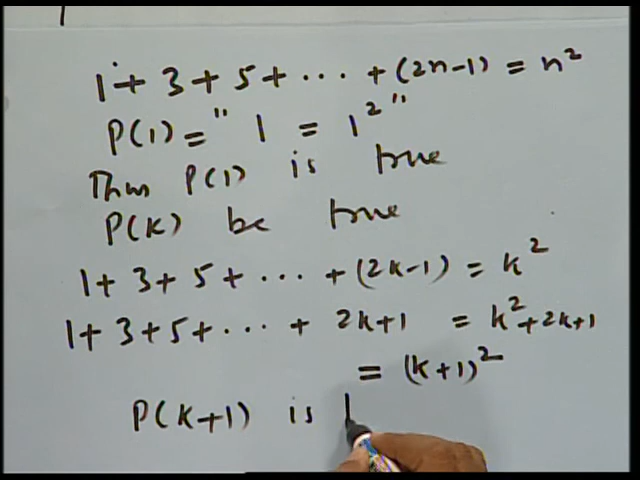 1 + 3 + 5 + ... + (2n-1) = n²
P(1) = " 1 = 1² "
Thus P(1) is true
P(k) be true
1 + 3 + 5 + ... + (2k-1) = k²
1 + 3 + 5 + ... + 2k+1 = k² + 2k+1
= (k+1)²
P(k+1) is